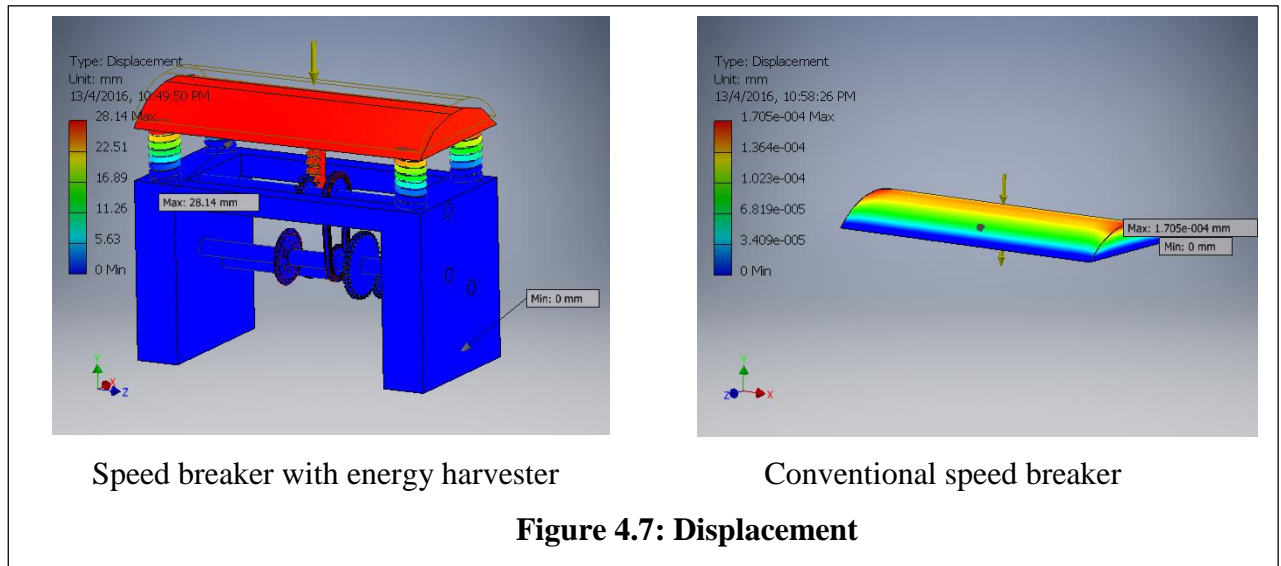 Type: Displacement
Unit: mm
13/4/2016, 10:49:50 PM
28.14 Max
22.51
16.89
11.26
5.63
0 Min
Max: 28.14 mm
Min: 0 mm
Y
X
Z
Type: Displacement
Unit: mm
13/4/2016, 10:58:26 PM
1.705e-004 Max
1.364e-004
1.023e-004
6.819e-005
3.409e-005
0 Min
Max: 1.705e-004 mm
Min: 0 mm
Y
Z
X
Speed breaker with energy harvester
Conventional speed breaker
Figure 4.7: Displacement